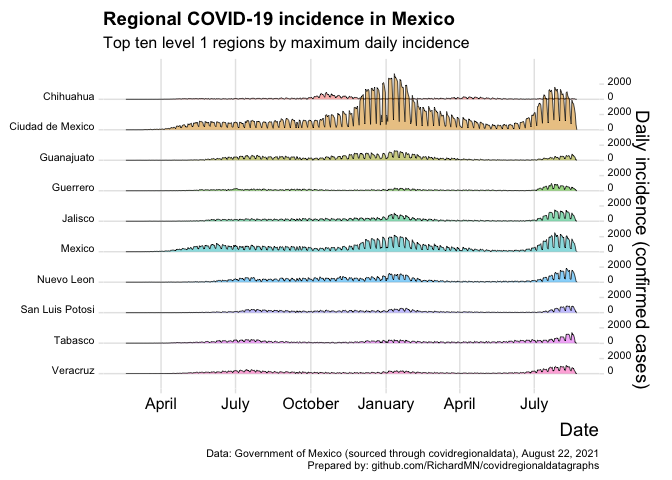 Regional COVID-19 incidence in Mexico
Top ten level 1 regions by maximum daily incidence
Chihuahua
Ciudad de Mexico
Guanajuato
Guerrero
Jalisco
Mexico
Nuevo Leon
San Luis Potosi
Tabasco
Veracruz
2000
0
2000
0
2000
0
2000
0
2000
0
2000
0
2000
0
2000
0
2000
0
2000
0
Daily incidence (confirmed cases)
April July October January April July
Date
Data: Government of Mexico (sourced through covidregionaldata), August 22, 2021
Prepared by: github.com/RichardMN/covidregionaldatagraphs